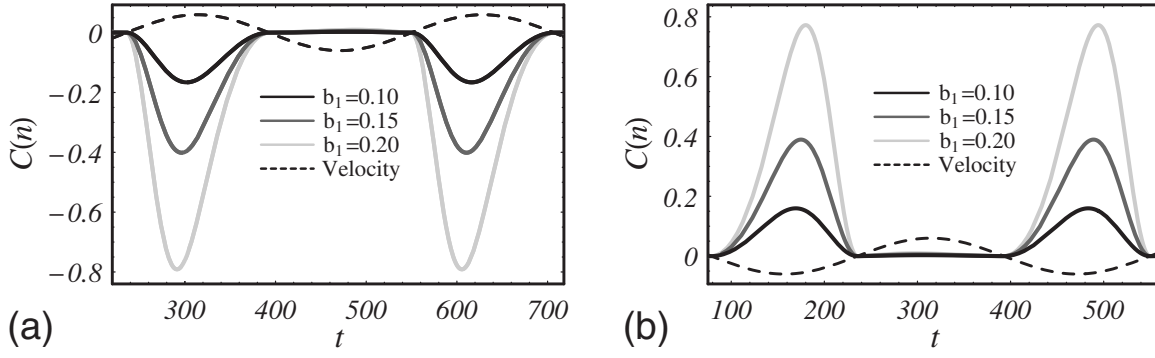 0
−0.2
−0.4
−0.6
−0.8
C(n)
b1=0.10
b1=0.15
b1=0.20
Velocity
300 400 500 600 700
t
(a)
0.8
0.6
0.4
0.2
0
C(n)
b1=0.10
b1=0.15
b1=0.20
Velocity
100 200 300 400 500
t
(b)